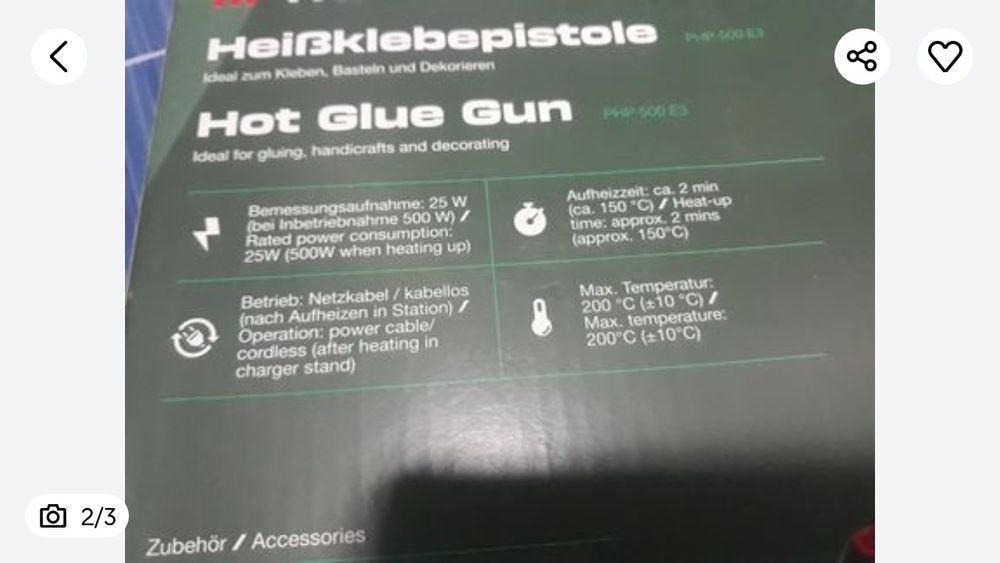 Heißklebepistole PHP 500 E3
Ideal zum Kleben, Basteln und Dekorieren
Hot Glue Gun PHP 500 E3
Ideal for gluing, handicrafts and decorating
Bemessungsaufnahme: 25 W
(bei Inbetriebnahme 500 W) /
Rated power consumption:
25W (500W when heating up)
Aufheizzeit: ca. 2 min
(ca. 150 °C) / Heat-up
time: approx. 2 mins
(approx. 150°C)
Betrieb: Netzkabel / kabellos
(nach Aufheizen in Station) /
Operation: power cable/
cordless (after heating in
charger stand)
Max. Temperatur:
200 °C (±10 °C) /
Max. temperature:
200°C (±10°C)
2/3
Zubehör / Accessories